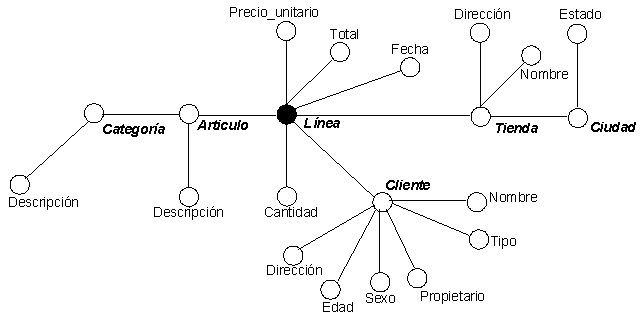 Precio_unitario
Dirección
Estado
Total
Fecha
Nombre
Categoría
Articulo
Línea
Tienda
Ciudad
Cliente
Descripción
Descripción
Cantidad
Nombre
Tipo
Dirección
Edad
Sexo
Propietario